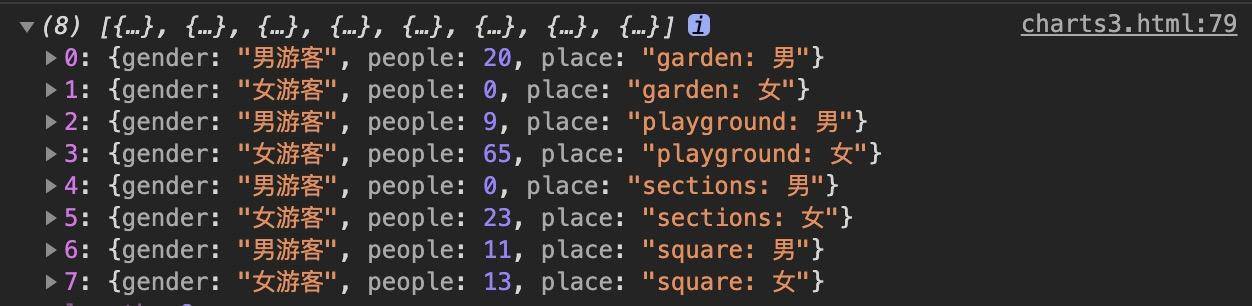 (8) [{…}, {…}, {…}, {…}, {…}, {…}, {…}, {…}] i charts3.html:79
0: {gender: "男游客", people: 20, place: "garden: 男"}
1: {gender: "女游客", people: 0, place: "garden: 女"}
2: {gender: "男游客", people: 9, place: "playground: 男"}
3: {gender: "女游客", people: 65, place: "playground: 女"}
4: {gender: "男游客", people: 0, place: "sections: 男"}
5: {gender: "女游客", people: 23, place: "sections: 女"}
6: {gender: "男游客", people: 11, place: "square: 男"}
7: {gender: "女游客", people: 13, place: "square: 女"}